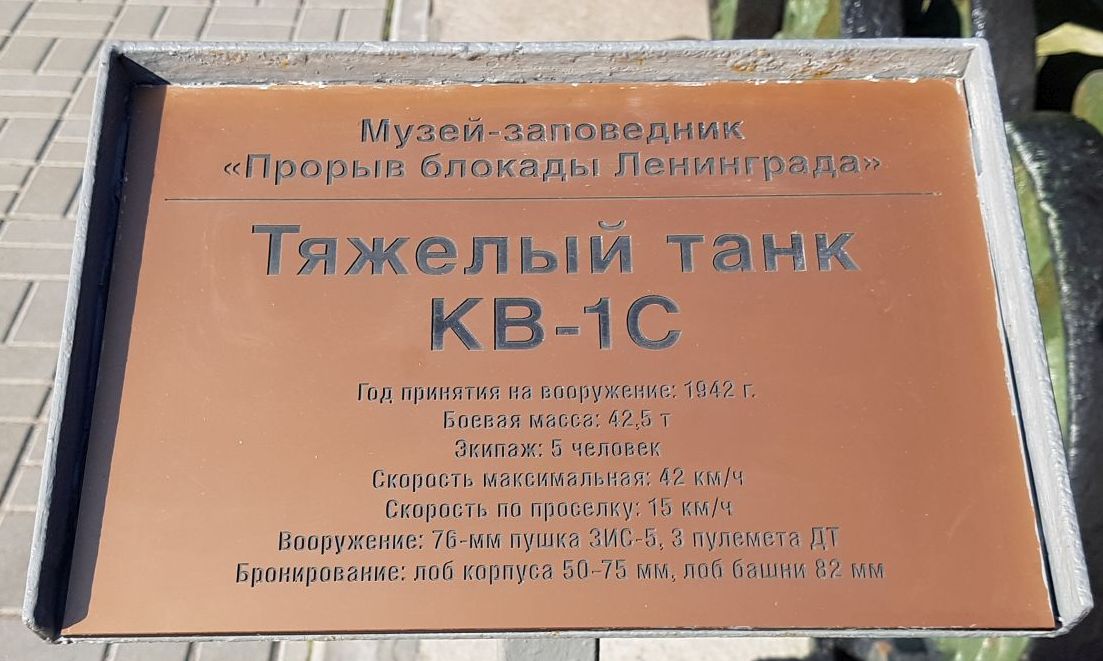 Музей-заповедник
«Прорыв блокады Ленинграда»
Тяжелый танк
КВ-1С
Год принятия на вооружение: 1942 г.
Боевая масса: 42,5 т
Экипаж: 5 человек
Скорость максимальная: 42 км/ч
Скорость по проселку: 15 км/ч
Вооружение: 76-мм пушка ЗИС-5, 3 пулемета ДТ
Бронирование: лоб корпуса 50-75 мм, лоб башни 82 мм